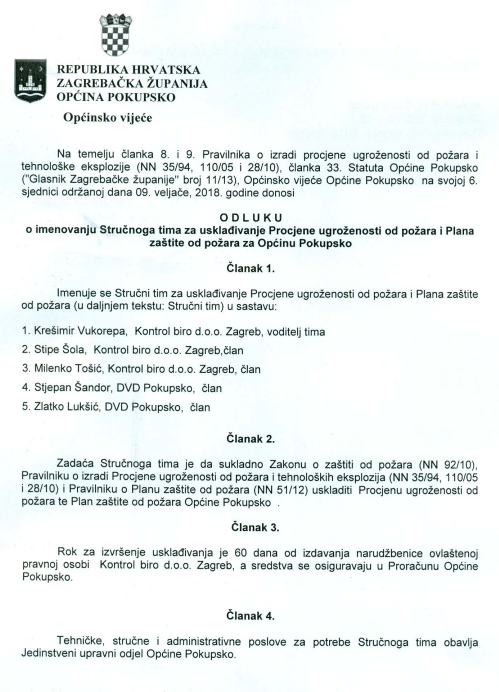 REPUBLIKA HRVATSKA
ZAGREBAČKA ŽUPANIJA
OPĆINA POKUPSKO
Općinsko vijeće
Na temelju članka 8. i 9. Pravilnika o izradi procjene ugroženosti od požara i
tehnološke eksplozije (NN 35/94, 110/05 i 28/10), članka 33. Statuta Općine Pokupsko
("Glasnik Zagrebačke županije" broj 11/13), Općinsko vijeće Općine Pokupsko na svojoj 6.
sjednici održanoj dana 09. veljače, 2018. godine donosi
O D L U K U
o imenovanju Stručnoga tima za usklađivanje Procjene ugroženosti od požara i Plana
zaštite od požara za Općinu Pokupsko
Članak 1.
Imenuje se Stručni tim za usklađivanje Procjene ugroženosti od požara i Plana zaštite
od požara (u daljnjem tekstu: Stručni tim) u sastavu:
1. Krešimir Vukorepa, Kontrol biro d.o.o. Zagreb, voditelj tima
2. Stipe Šola, Kontrol biro d.o.o. Zagreb,član
3. Milenko Tošić, Kontrol biro d.o.o. Zagreb, član
4. Stjepan Šandor, DVD Pokupsko, član
5. Zlatko Lukšić, DVD Pokupsko, član
Članak 2.
Zadaća Stručnoga tima je da sukladno Zakonu o zaštiti od požara (NN 92/10),
Pravilniku o izradi Procjene ugroženosti od požara i tehnoloških eksplozija (NN 35/94, 110/05
i 28/10) i Pravilniku o Planu zaštite od požara (NN 51/12) uskladiti Procjenu ugroženosti od
požara te Plan zaštite od požara Općine Pokupsko .
Članak 3.
Rok za izvršenje usklađivanja je 60 dana od izdavanja narudžbenice ovlaštenoj
pravnoj osobi Kontrol biro d.o.o. Zagreb, a sredstva se osiguravaju u Proračunu Općine
Pokupsko.
Članak 4.
Tehničke, stručne i administrativne poslove za potrebe Stručnoga tima obavlja
Jedinstveni upravni odjel Općine Pokupsko.